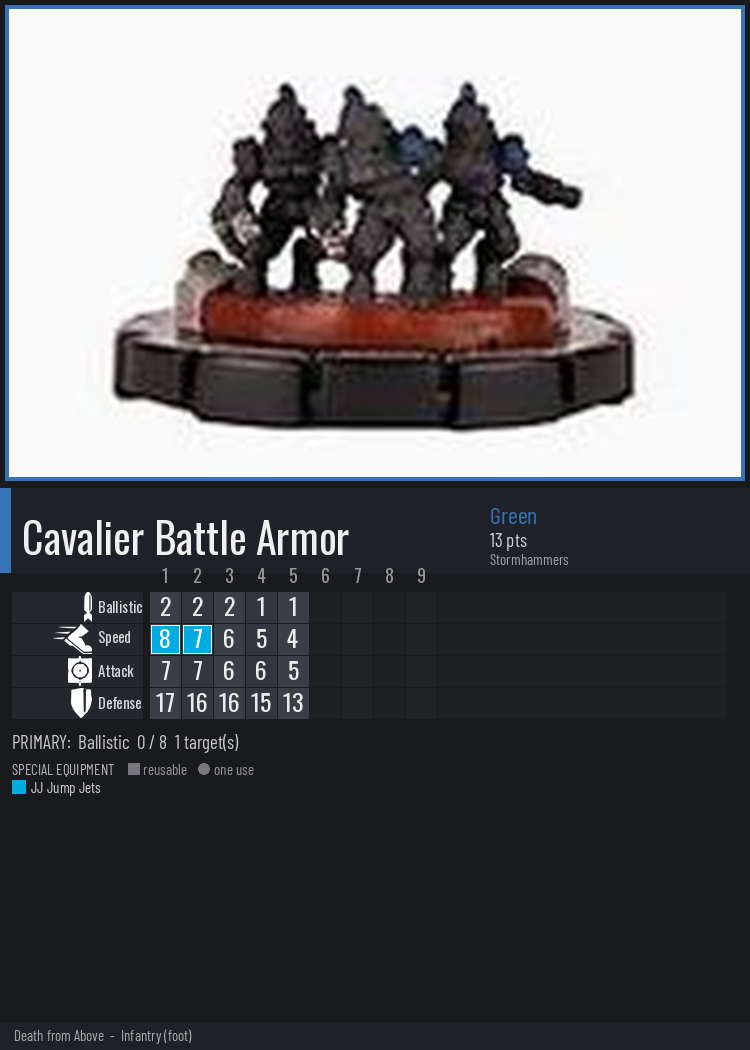 Cavalier Battle Armor
Green
13 pts
Stormhammers
1 2 3 4 5 6 7 8 9
Ballistic 2 2 2 1 1
Speed 8 7 6 5 4
Attack 7 7 6 6 5
Defense 17 16 16 15 13
PRIMARY: Ballistic 0 / 8 1 target(s)
SPECIAL EQUIPMENT reusable one use
JJ Jump Jets
Death from Above - Infantry (foot)